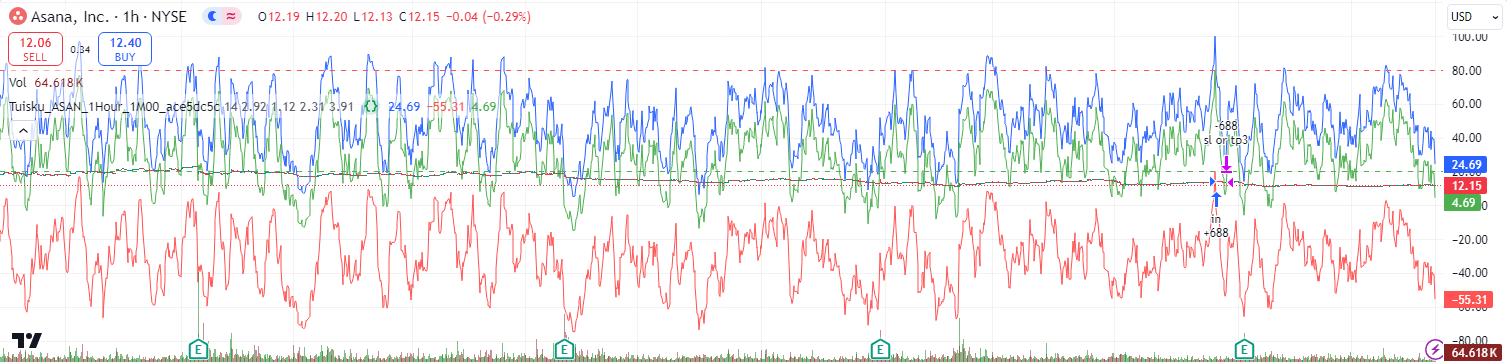 Asana, Inc. · 1h · NYSE O12.19 H12.20 L12.13 C12.15 −0.04 (−0.29%)
USD
12.06
SELL
0.34
12.40
BUY
Vol 64.618K
Tuisku_ASAN_1Hour_1M00_ace5dc5c 14 2.92 1.12 2.31 3.91 24.69 −55.31 4.69
100.00
80.00
60.00
40.00
24.69
12.15
4.69
−20.00
−40.00
−55.31
−80.00
64.618K
-688
sl or tp3
in
+688
E
E
E
E